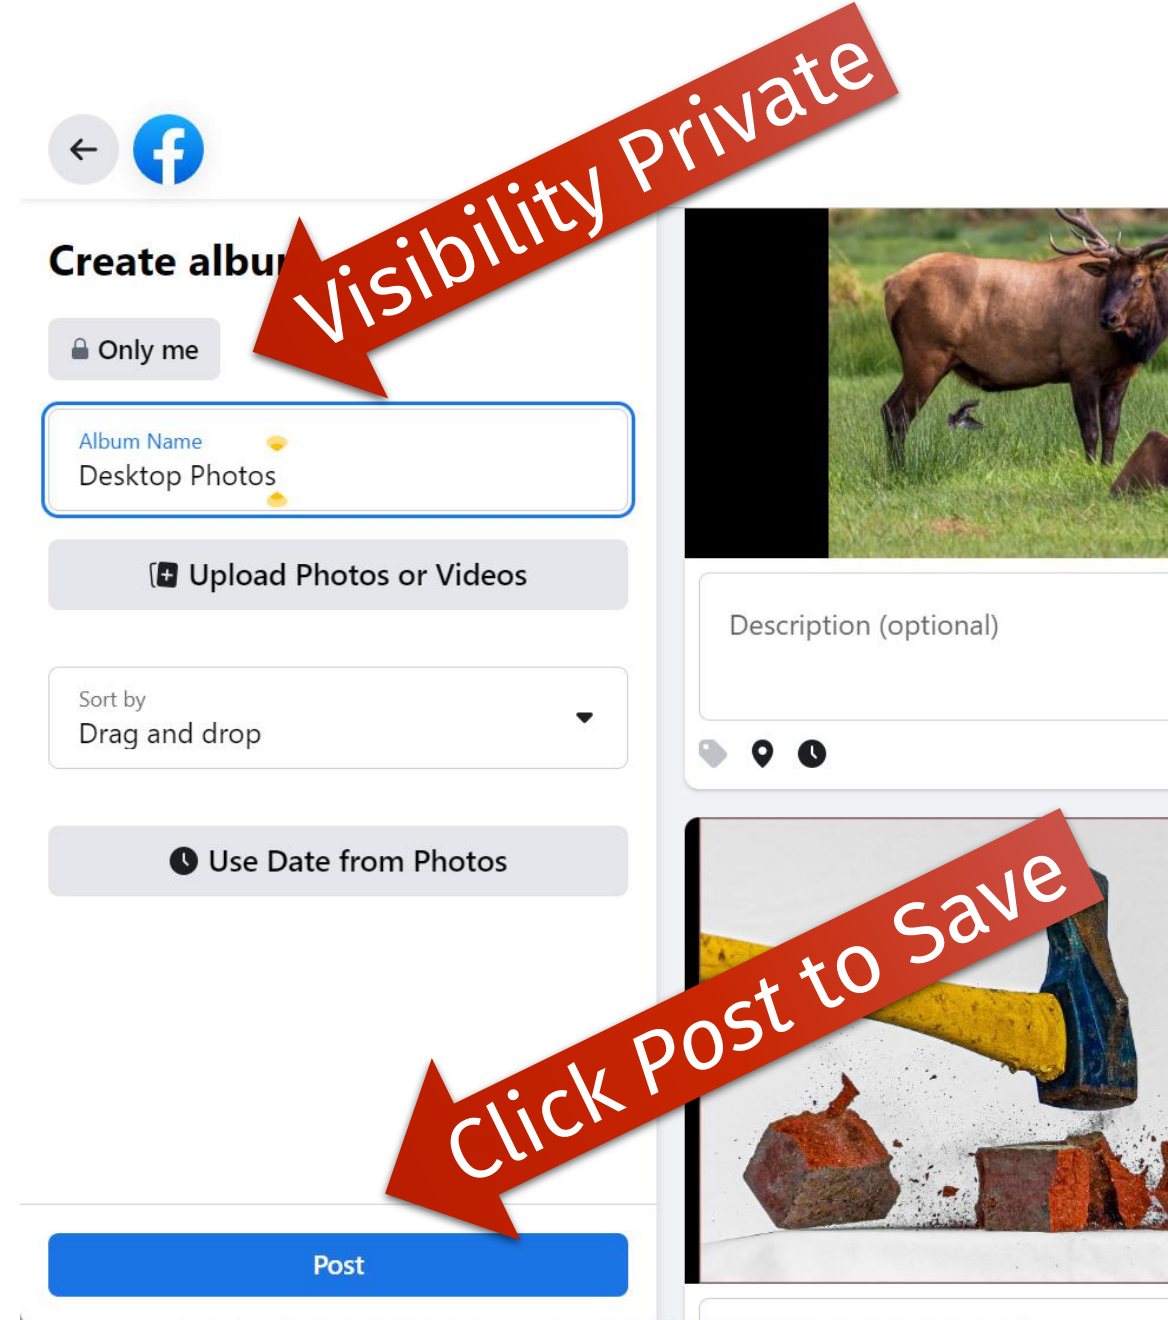 Visibility Private
Create albu
Only me
Album Name
Desktop Photos
Upload Photos or Videos
Sort by
Drag and drop
Use Date from Photos
Post
Description (optional)
Click Post to Save